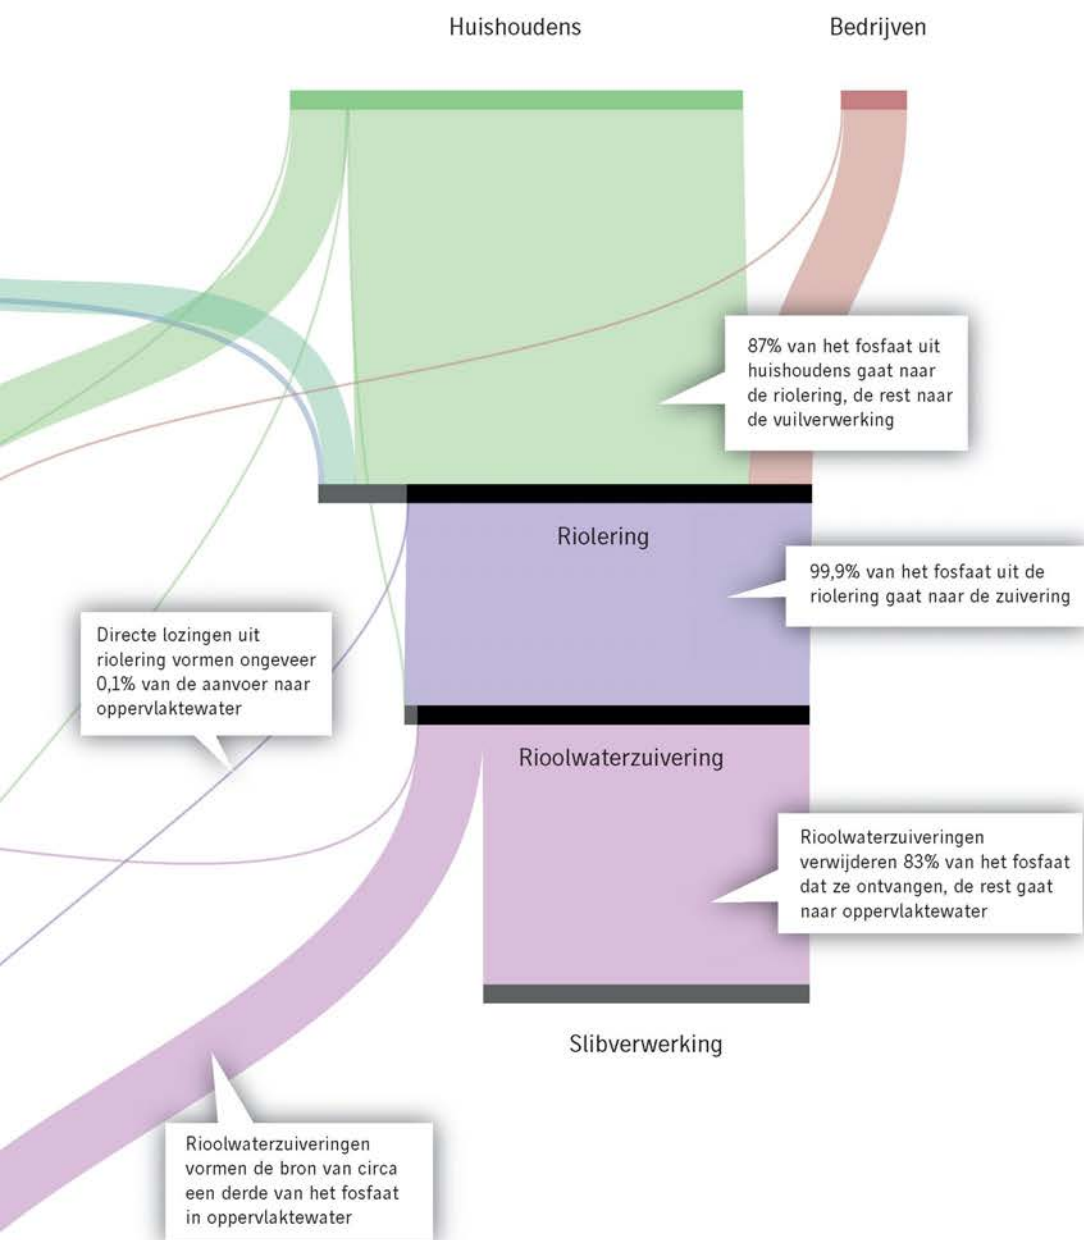 Huishoudens
Bedrijven
87% van het fosfaat uit
huishoudens gaat naar
de riolering, de rest naar
de vuilverwerking
Riolering
99,9% van het fosfaat uit de
riolering gaat naar de zuivering
Directe lozingen uit
riolering vormen ongeveer
0,1% van de aanvoer naar
oppervlaktewater
Rioolwaterzuivering
Rioolwaterzuiveringen
verwijderen 83% van het fosfaat
dat ze ontvangen, de rest gaat
naar oppervlaktewater
Slibverwerking
Rioolwaterzuiveringen
vormen de bron van circa
een derde van het fosfaat
in oppervlaktewater